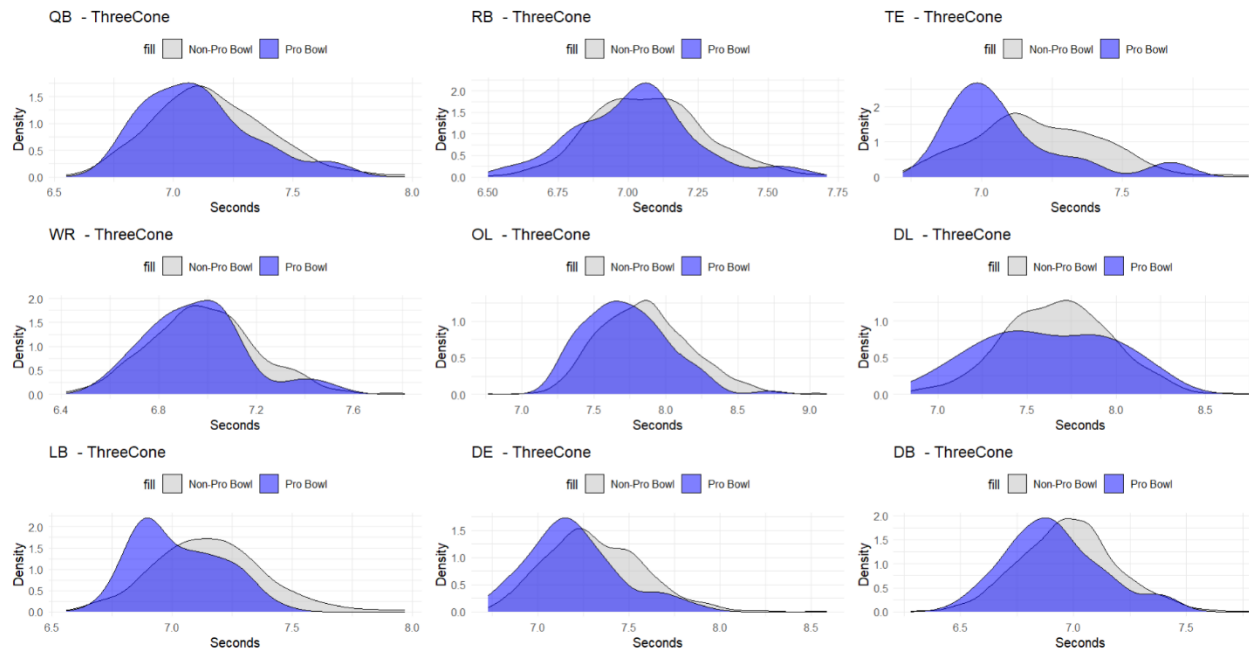 QB - ThreeCone
fill Non-Pro Bowl Pro Bowl
Density
1.5
1.0
0.5
0.0
6.5 7.0 7.5 8.0
Seconds
RB - ThreeCone
fill Non-Pro Bowl Pro Bowl
Density
2.0
1.5
1.0
0.5
0.0
6.50 6.75 7.00 7.25 7.50 7.75
Seconds
TE - ThreeCone
fill Non-Pro Bowl Pro Bowl
Density
2
1
0
7.0 7.5
Seconds
WR - ThreeCone
fill Non-Pro Bowl Pro Bowl
Density
2.0
1.5
1.0
0.5
0.0
6.4 6.8 7.2 7.6
Seconds
OL - ThreeCone
fill Non-Pro Bowl Pro Bowl
Density
1.0
0.5
0.0
7.0 7.5 8.0 8.5 9.0
Seconds
DL - ThreeCone
fill Non-Pro Bowl Pro Bowl
Density
1.0
0.5
0.0
7.0 7.5 8.0 8.5
Seconds
LB - ThreeCone
fill Non-Pro Bowl Pro Bowl
Density
2.0
1.5
1.0
0.5
0.0
6.5 7.0 7.5 8.0
Seconds
DE - ThreeCone
fill Non-Pro Bowl Pro Bowl
Density
1.5
1.0
0.5
0.0
7.0 7.5 8.0 8.5
Seconds
DB - ThreeCone
fill Non-Pro Bowl Pro Bowl
Density
2.0
1.5
1.0
0.5
0.0
6.5 7.0 7.5
Seconds